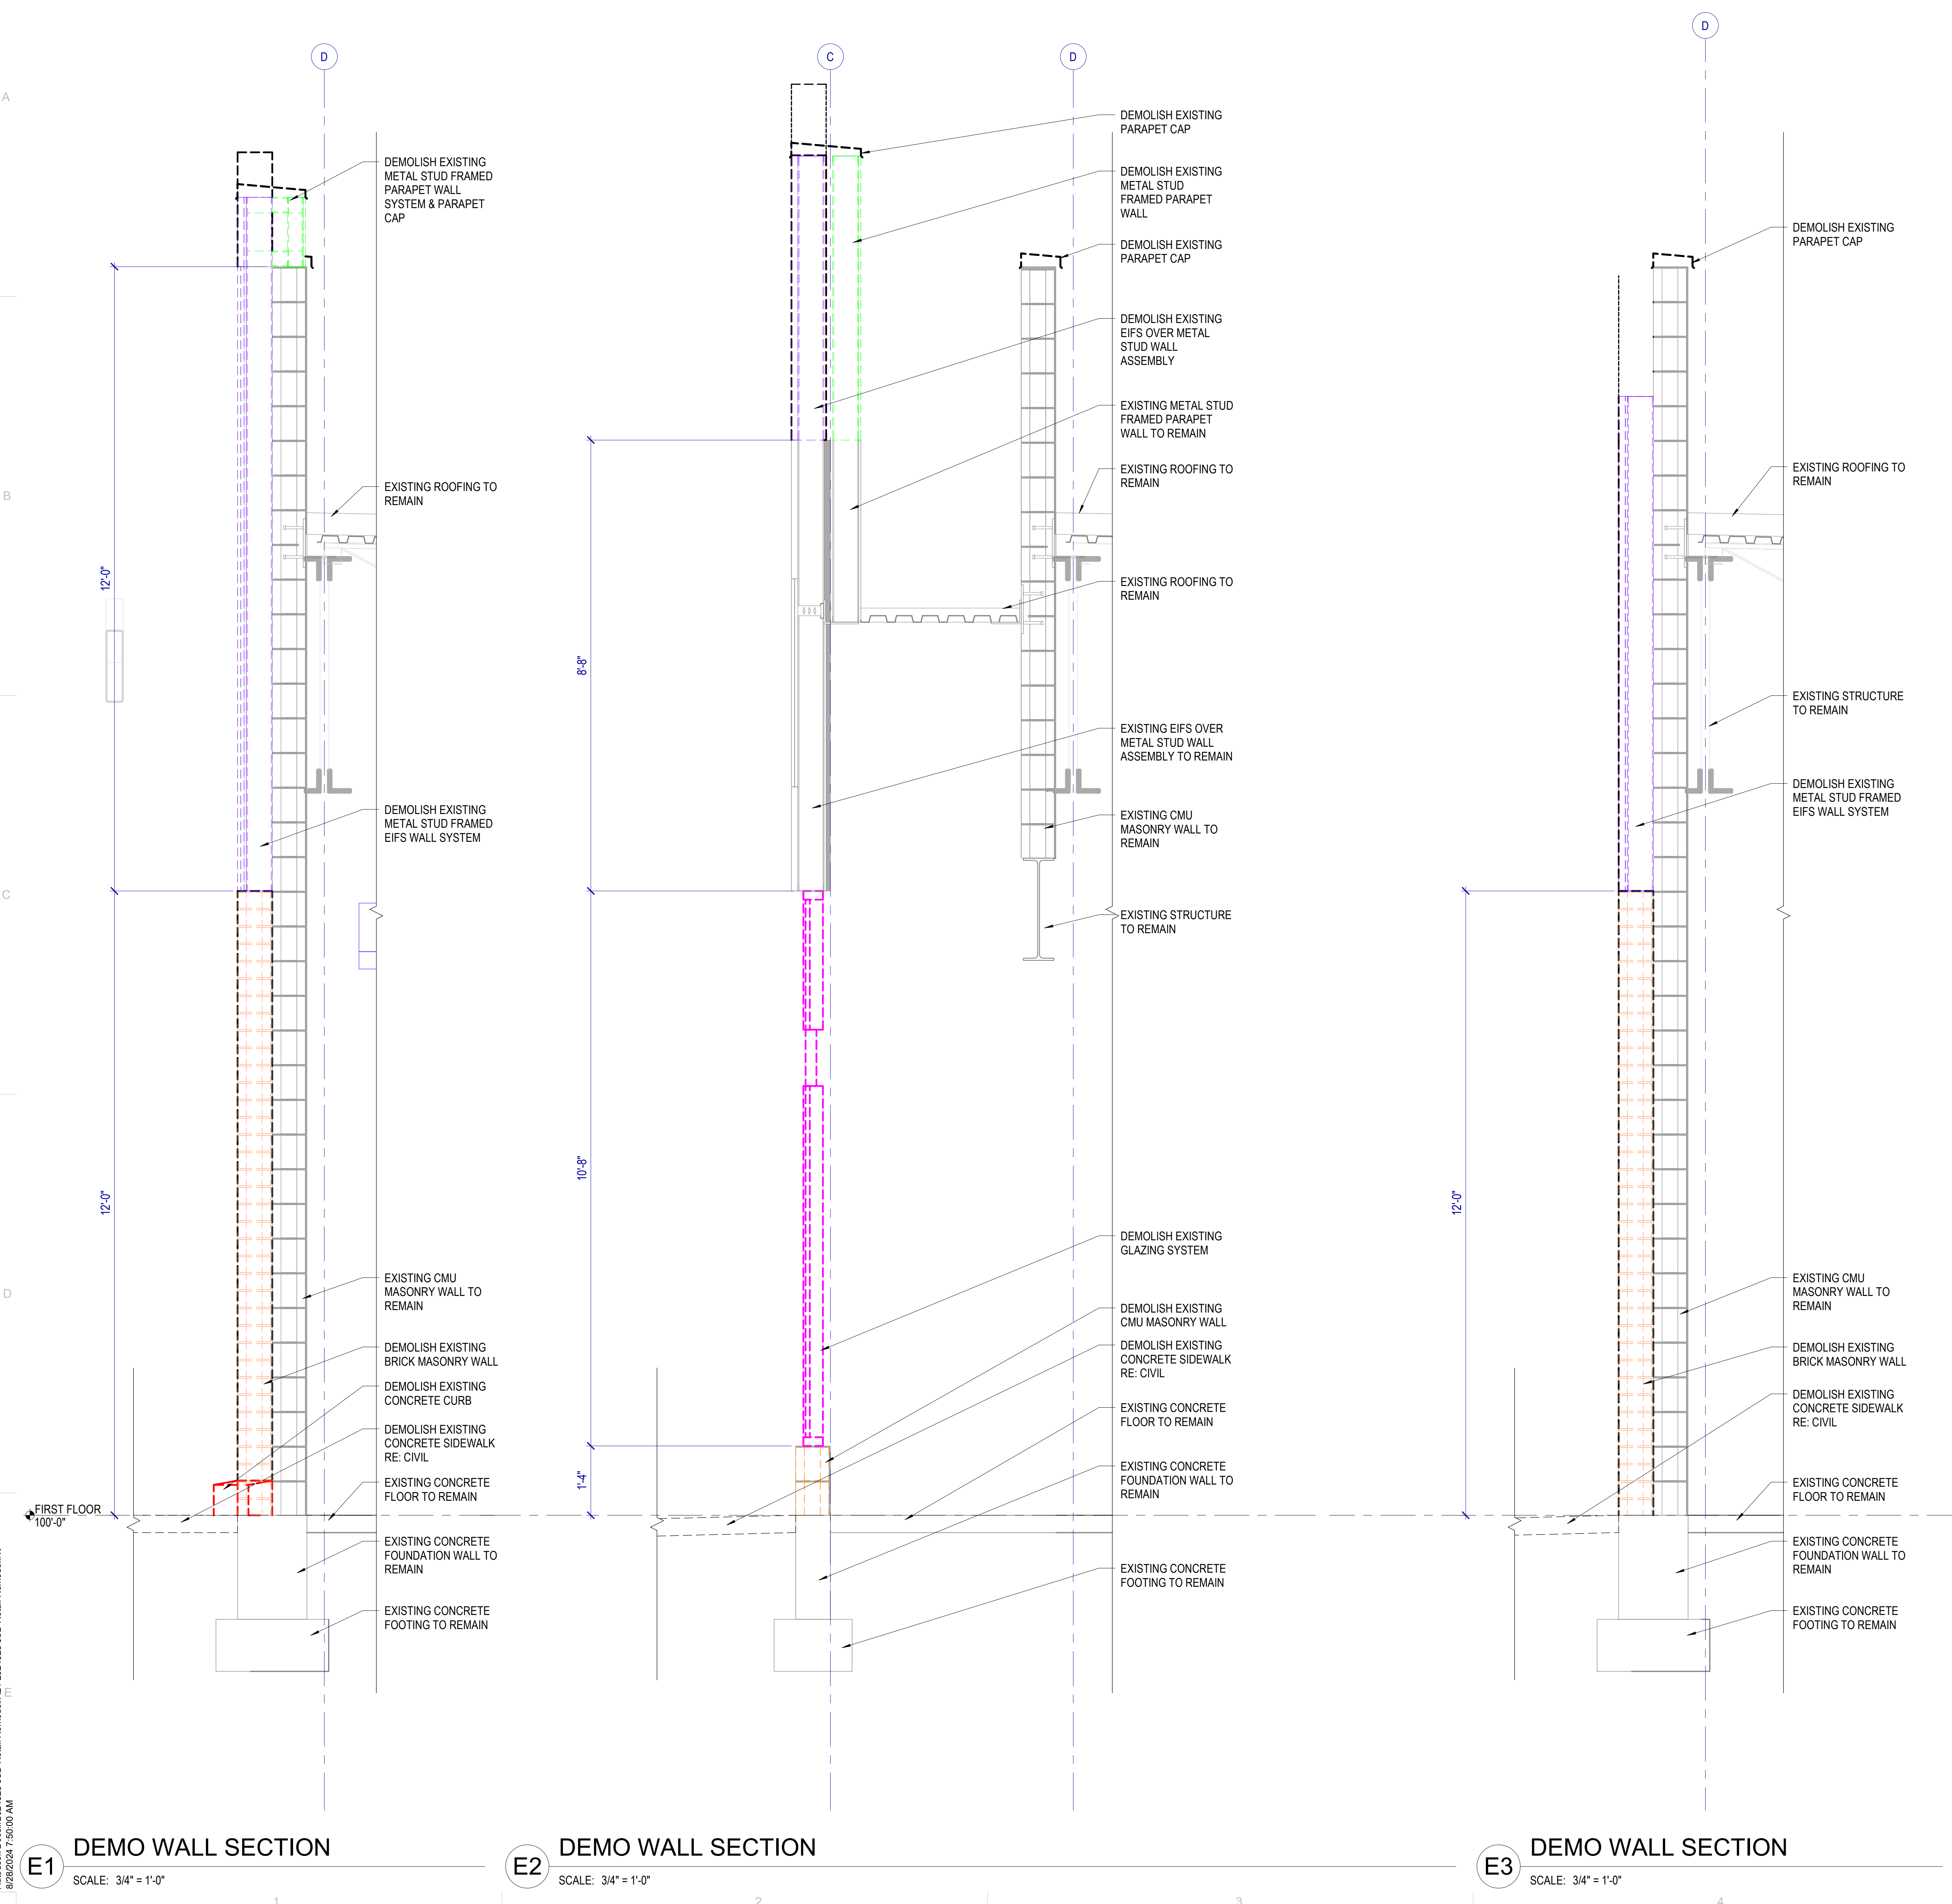 D
C
D
D
A
B
C
D
E
DEMOLISH EXISTING
METAL STUD FRAMED
PARAPET WALL
SYSTEM & PARAPET
CAP
EXISTING ROOFING TO
REMAIN
12'-0"
DEMOLISH EXISTING
METAL STUD FRAMED
EIFS WALL SYSTEM
12'-0"
EXISTING CMU
MASONRY WALL TO
REMAIN
DEMOLISH EXISTING
BRICK MASONRY WALL
DEMOLISH EXISTING
CONCRETE CURB
DEMOLISH EXISTING
CONCRETE SIDEWALK
RE: CIVIL
EXISTING CONCRETE
FLOOR TO REMAIN
FIRST FLOOR
100'-0"
EXISTING CONCRETE
FOUNDATION WALL TO
REMAIN
EXISTING CONCRETE
FOOTING TO REMAIN
DEMOLISH EXISTING
PARAPET CAP
DEMOLISH EXISTING
METAL STUD
FRAMED PARAPET
WALL
DEMOLISH EXISTING
PARAPET CAP
DEMOLISH EXISTING
EIFS OVER METAL
STUD WALL
ASSEMBLY
EXISTING METAL STUD
FRAMED PARAPET
WALL TO REMAIN
EXISTING ROOFING TO
REMAIN
EXISTING ROOFING TO
REMAIN
8'-8"
EXISTING EIFS OVER
METAL STUD WALL
ASSEMBLY TO REMAIN
EXISTING CMU
MASONRY WALL TO
REMAIN
EXISTING STRUCTURE
TO REMAIN
10'-8"
DEMOLISH EXISTING
GLAZING SYSTEM
DEMOLISH EXISTING
CMU MASONRY WALL
DEMOLISH EXISTING
CONCRETE SIDEWALK
RE: CIVIL
EXISTING CONCRETE
FLOOR TO REMAIN
1'-4"
EXISTING CONCRETE
FOUNDATION WALL TO
REMAIN
EXISTING CONCRETE
FOOTING TO REMAIN
DEMOLISH EXISTING
PARAPET CAP
EXISTING ROOFING TO
REMAIN
EXISTING STRUCTURE
TO REMAIN
DEMOLISH EXISTING
METAL STUD FRAMED
EIFS WALL SYSTEM
12'-0"
EXISTING CMU
MASONRY WALL TO
REMAIN
DEMOLISH EXISTING
BRICK MASONRY WALL
DEMOLISH EXISTING
CONCRETE SIDEWALK
RE: CIVIL
EXISTING CONCRETE
FLOOR TO REMAIN
EXISTING CONCRETE
FOUNDATION WALL TO
REMAIN
EXISTING CONCRETE
FOOTING TO REMAIN
8/28/2024 7:50:00 AM
E1
DEMO WALL SECTION
SCALE: 3/4" = 1'-0"
E2
DEMO WALL SECTION
SCALE: 3/4" = 1'-0"
E3
DEMO WALL SECTION
SCALE: 3/4" = 1'-0"
1
2
3
4